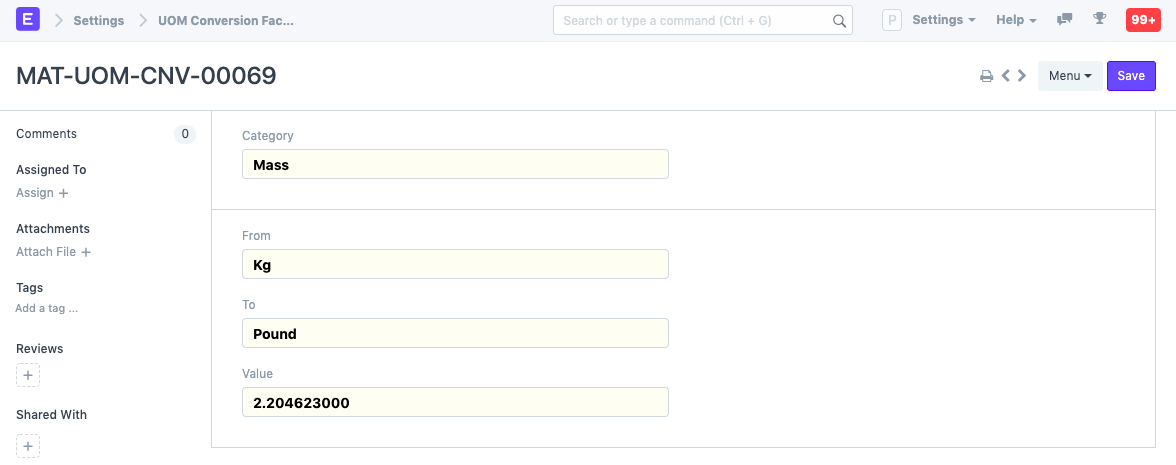 E Settings UOM Conversion Fac... Search or type a command (Ctrl + G) P Settings Help 99+
MAT-UOM-CNV-00069 Menu Save
Comments 0
Assigned To
Assign +
Attachments
Attach File +
Tags
Add a tag ...
Reviews
+
Shared With
+
Category
Mass
From
Kg
To
Pound
Value
2.204623000